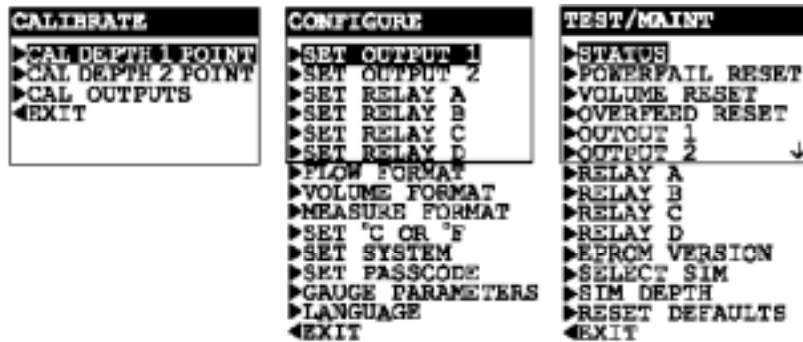 CALIBRATE
▶CAL DEPTH 1 POINT
▶CAL DEPTH 2 POINT
▶CAL OUTPUTS
◀EXIT
CONFIGURE
▶SET OUTPUT 1
▶SET OUTPUT 2
▶SET RELAY A
▶SET RELAY B
▶SET RELAY C
▶SET RELAY D
▶FLOW FORMAT
▶VOLUME FORMAT
▶MEASURE FORMAT
▶SET °C OR °F
▶SET SYSTEM
▶SET PASSCODE
▶GAUGE PARAMETERS
▶LANGUAGE
◀EXIT
TEST/MAINT
▶STATUS
▶POWERFAIL RESET
▶VOLUME RESET
▶OVERFEED RESET
▶OUTCUT 1
▶OUTPUT 2 ↓
▶RELAY A
▶RELAY B
▶RELAY C
▶RELAY D
▶EPROM VERSION
▶SELECT SIM
▶SIM DEPTH
▶RESET DEFAULTS
◀EXIT